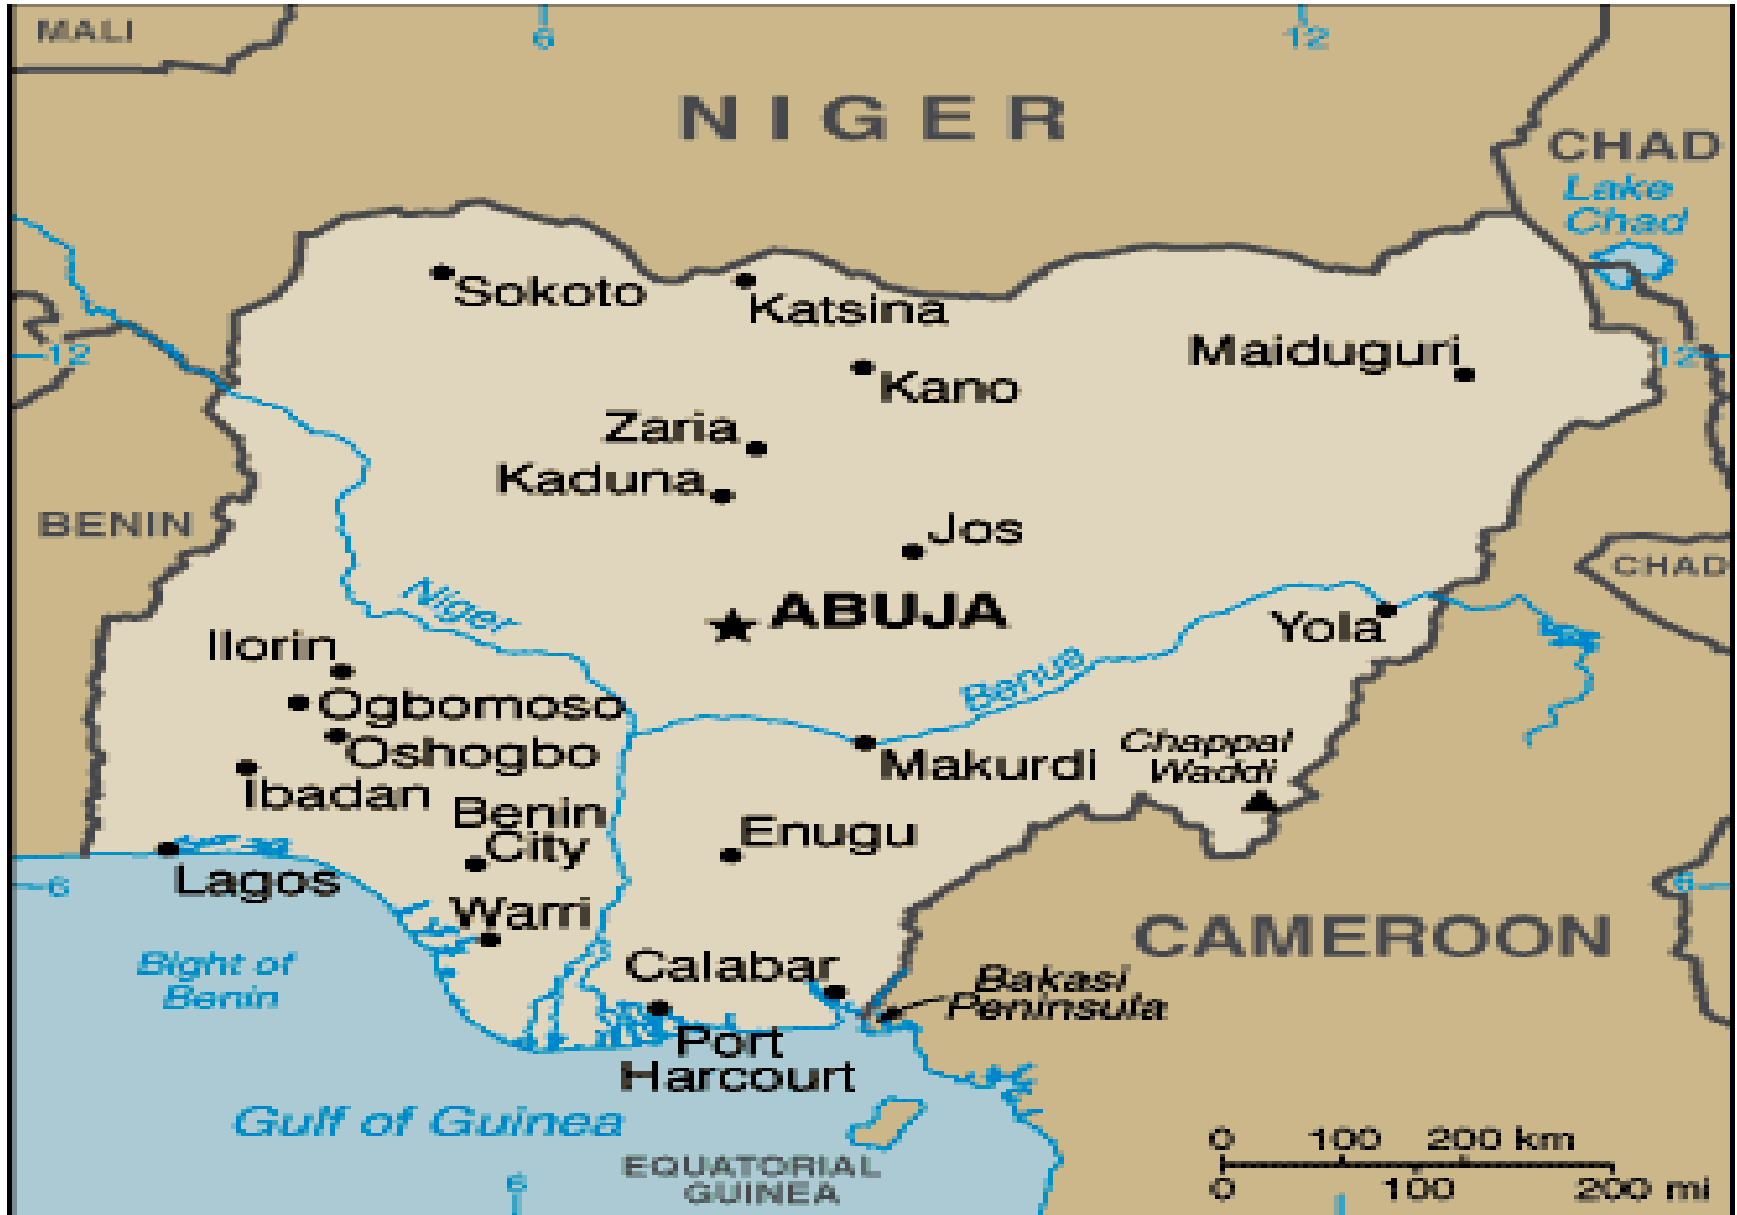 MALI
6
12
NIGER
CHAD
Lake
Chad
Sokoto
Katsina
12
Maiduguri
12
Kano
Zaria
Kaduna
BENIN
Jos
CHAD
Niger
ABUJA
Yola
Ilorin
Benue
Ogbomoso
Oshogbo
Makurdi
Chappal
Waddi
Ibadan
Benin
City
Enugu
Lagos
6
6
Warri
CAMEROON
Bight of
Benin
Calabar
Bakasi
Peninsula
Port
Harcourt
Gulf of Guinea
EQUATORIAL
GUINEA
6
0 100 200 km
0 100 200 mi